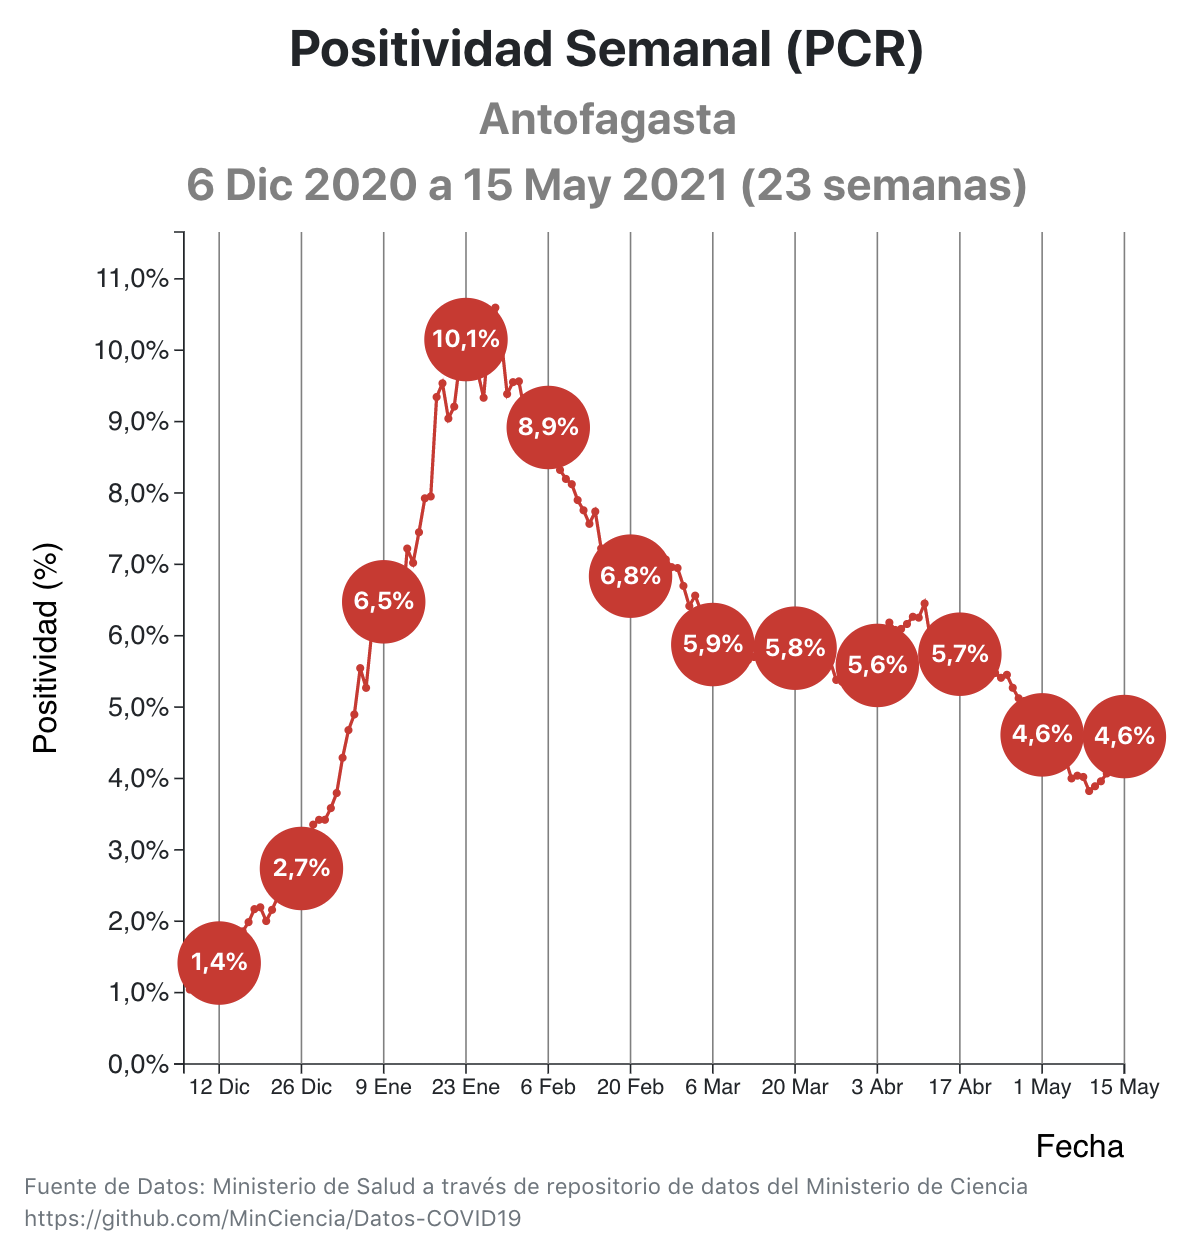 Positividad Semanal (PCR)
Antofagasta
6 Dic 2020 a 15 May 2021 (23 semanas)
Positividad (%)
11,0%
10,0%
9,0%
8,0%
7,0%
6,0%
5,0%
4,0%
3,0%
2,0%
1,0%
0,0%
1,4%
2,7%
6,5%
10,1%
8,9%
6,8%
5,9%
5,8%
5,6%
5,7%
4,6%
4,6%
12 Dic
26 Dic
9 Ene
23 Ene
6 Feb
20 Feb
6 Mar
20 Mar
3 Abr
17 Abr
1 May
15 May
Fecha
Fuente de Datos: Ministerio de Salud a través de repositorio de datos del Ministerio de Ciencia
https://github.com/MinCiencia/Datos-COVID19